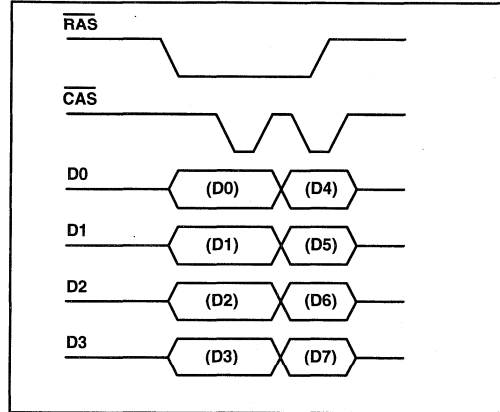 RAS
CAS
D0 (D0) (D4)
D1 (D1) (D5)
D2 (D2) (D6)
D3 (D3) (D7)